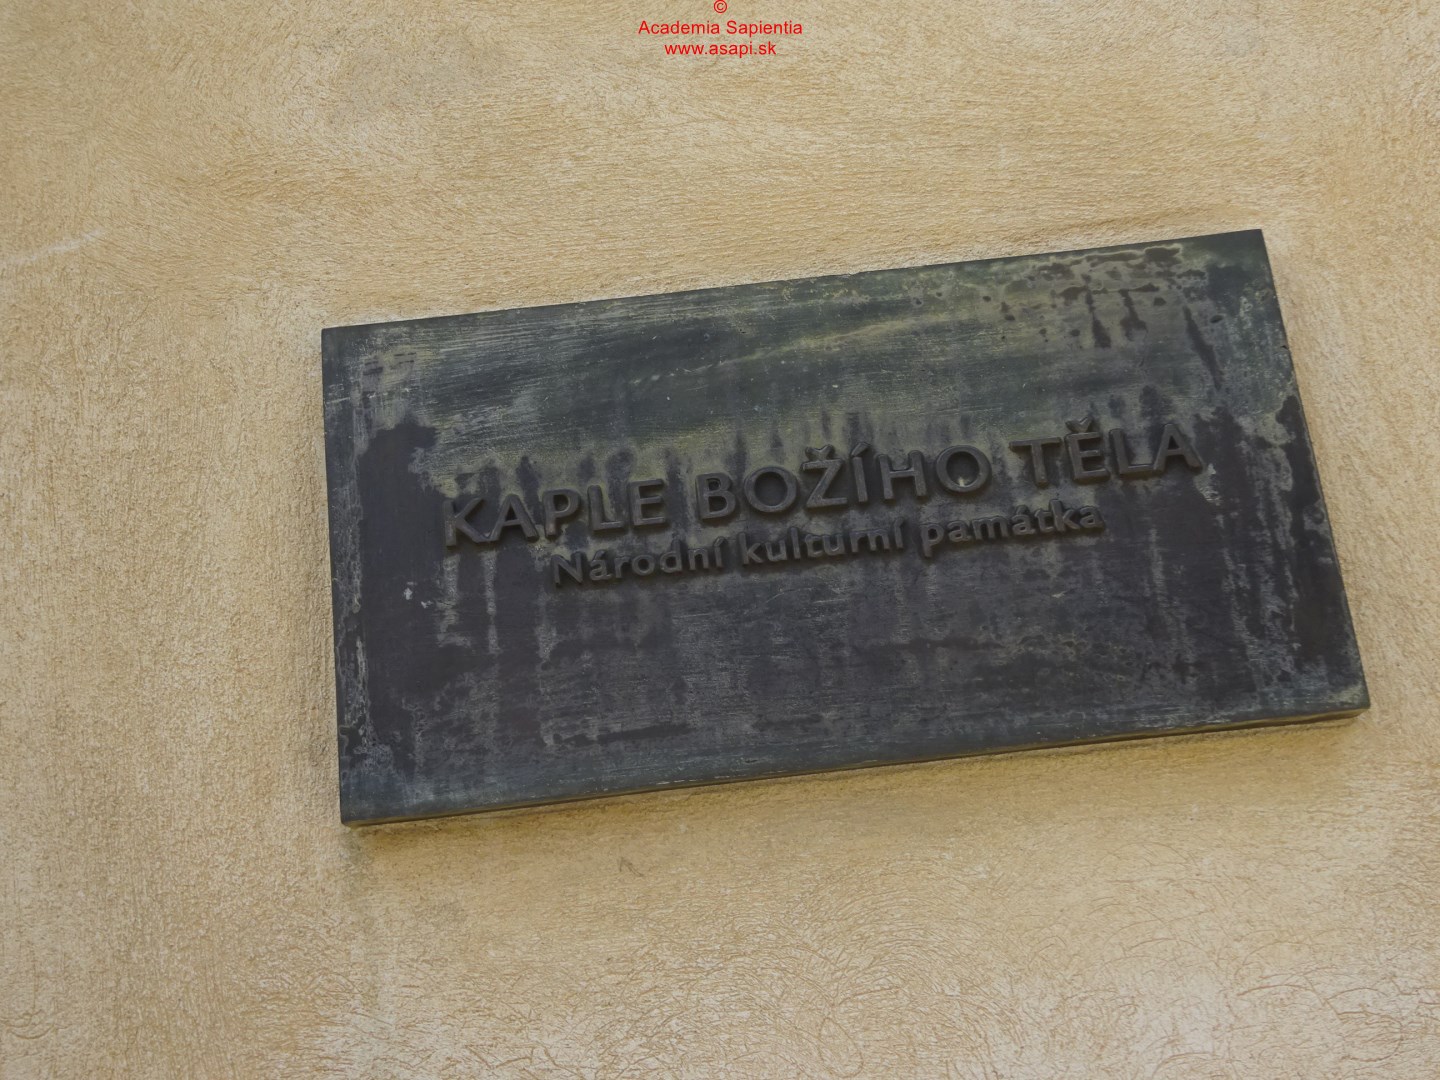 ©
Academia Sapientia
www.asapi.sk
KAPLE BOŽÍHO TĚLA
Národní kulturní památka